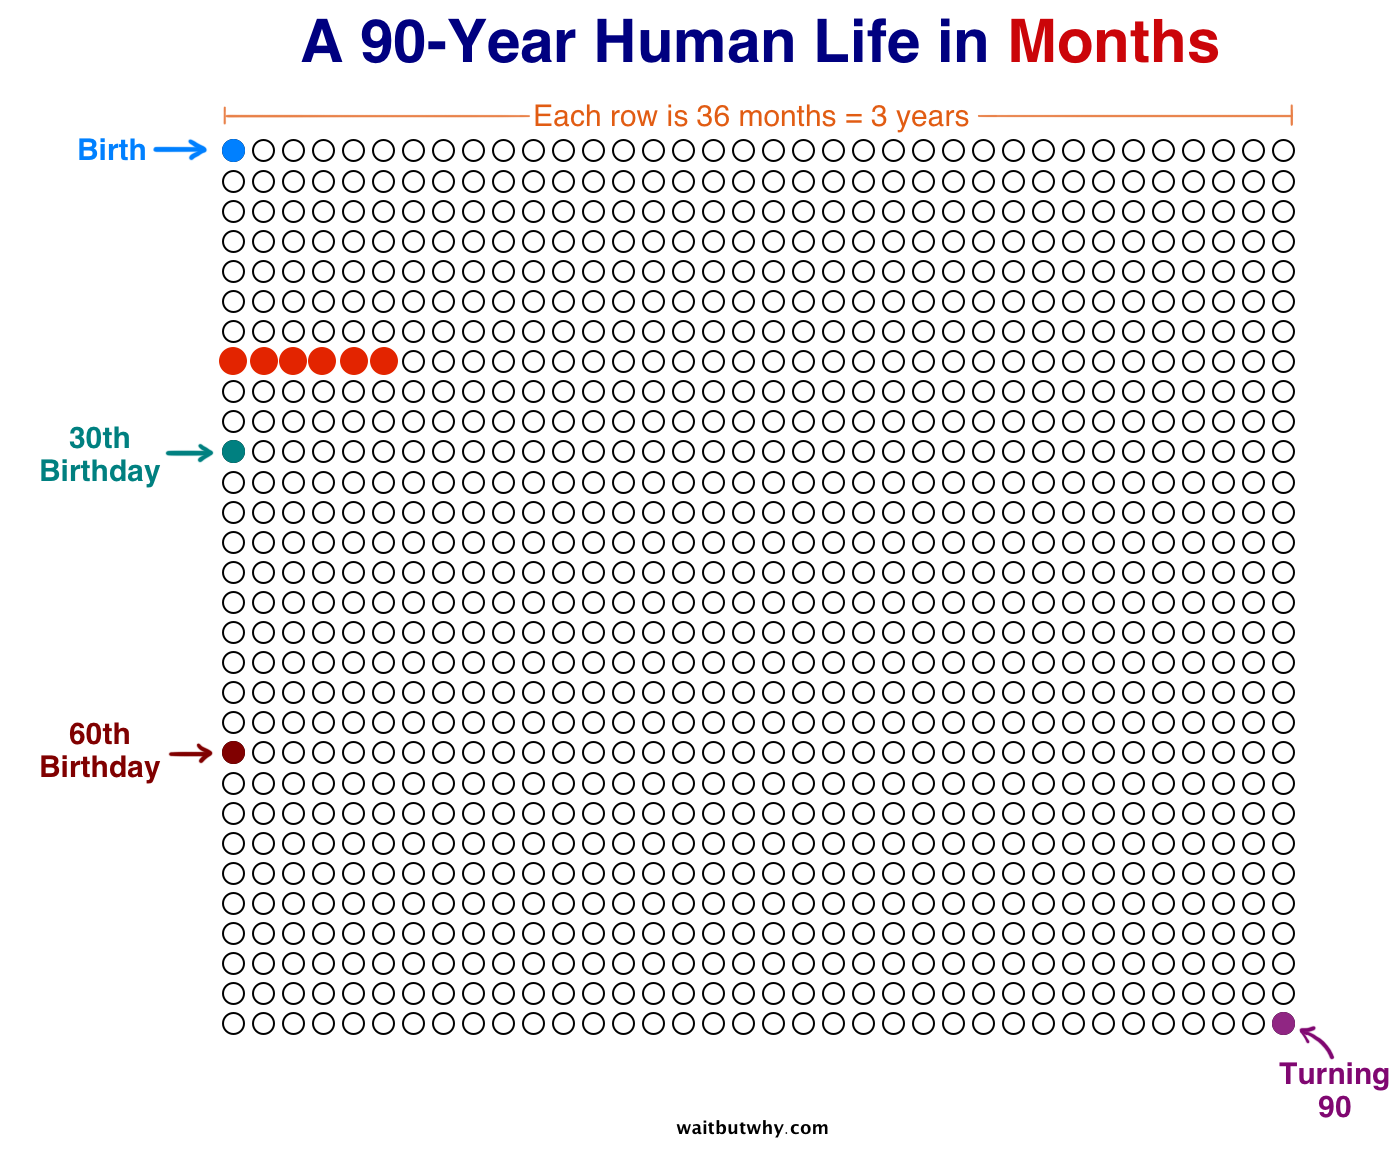 A 90-Year Human Life in Months
Each row is 36 months = 3 years
Birth
30th
Birthday
60th
Birthday
Turning
90
waitbutwhy.com